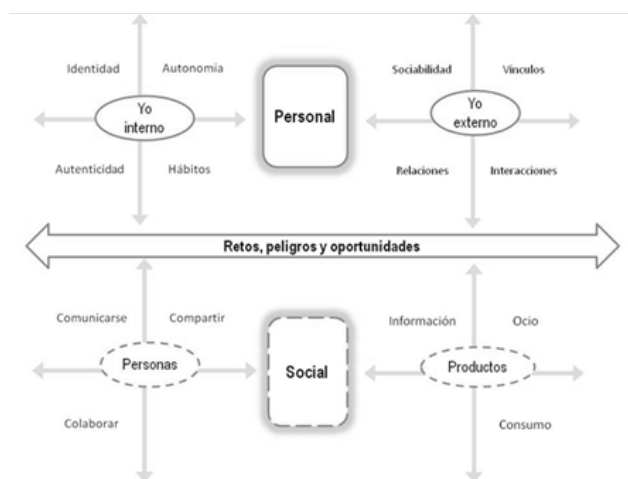 Identidad Autonomía
Yo
interno
Autenticidad Hábitos
Personal
Sociabilidad Vínculos
Yo
externo
Relaciones Interacciones
Retos, peligros y oportunidades
Comunicarse Compartir
Personas
Colaborar
Social
Información Ocio
Productos
Consumo